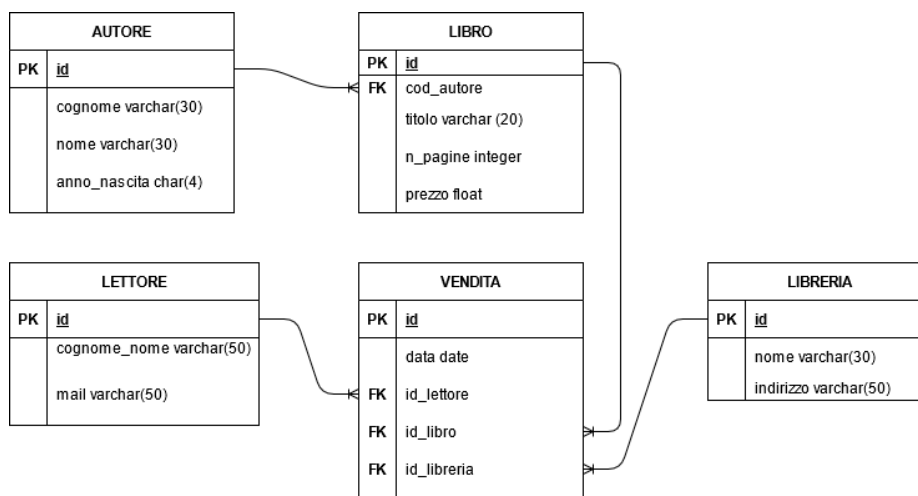 AUTORE
PK id
cognome varchar(30)
nome varchar(30)
anno_nascita char(4)
LIBRO
PK id
FK cod_autore
titolo varchar (20)
n_pagine integer
prezzo float
LETTORE
PK id
cognome_nome varchar(50)
mail varchar(50)
VENDITA
PK id
data date
FK id_lettore
FK id_libro
FK id_libreria
LIBRERIA
PK id
nome varchar(30)
indirizzo varchar(50)